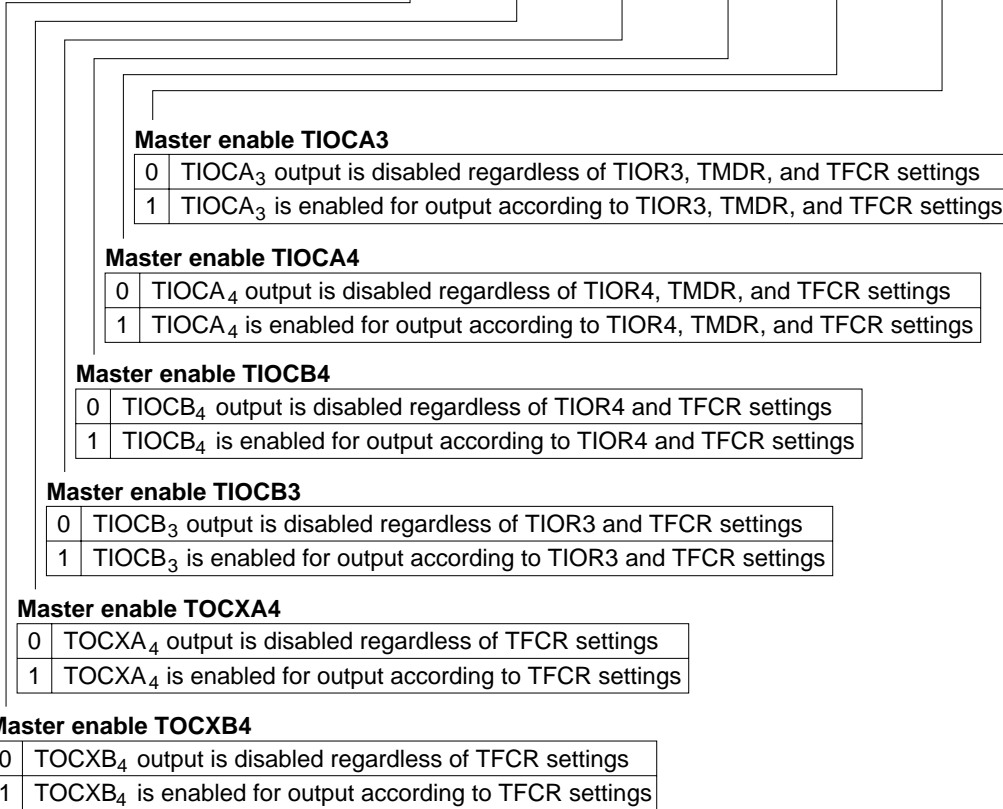 Master enable TIOCA3
0 TIOCA3 output is disabled regardless of TIOR3, TMDR, and TFCR settings
1 TIOCA3 is enabled for output according to TIOR3, TMDR, and TFCR settings
Master enable TIOCA4
0 TIOCA4 output is disabled regardless of TIOR4, TMDR, and TFCR settings
1 TIOCA4 is enabled for output according to TIOR4, TMDR, and TFCR settings
Master enable TIOCB4
0 TIOCB4 output is disabled regardless of TIOR4 and TFCR settings
1 TIOCB4 is enabled for output according to TIOR4 and TFCR settings
Master enable TIOCB3
0 TIOCB3 output is disabled regardless of TIOR3 and TFCR settings
1 TIOCB3 is enabled for output according to TIOR3 and TFCR settings
Master enable TOCXA4
0 TOCXA4 output is disabled regardless of TFCR settings
1 TOCXA4 is enabled for output according to TFCR settings
Master enable TOCXB4
0 TOCXB4 output is disabled regardless of TFCR settings
1 TOCXB4 is enabled for output according to TFCR settings